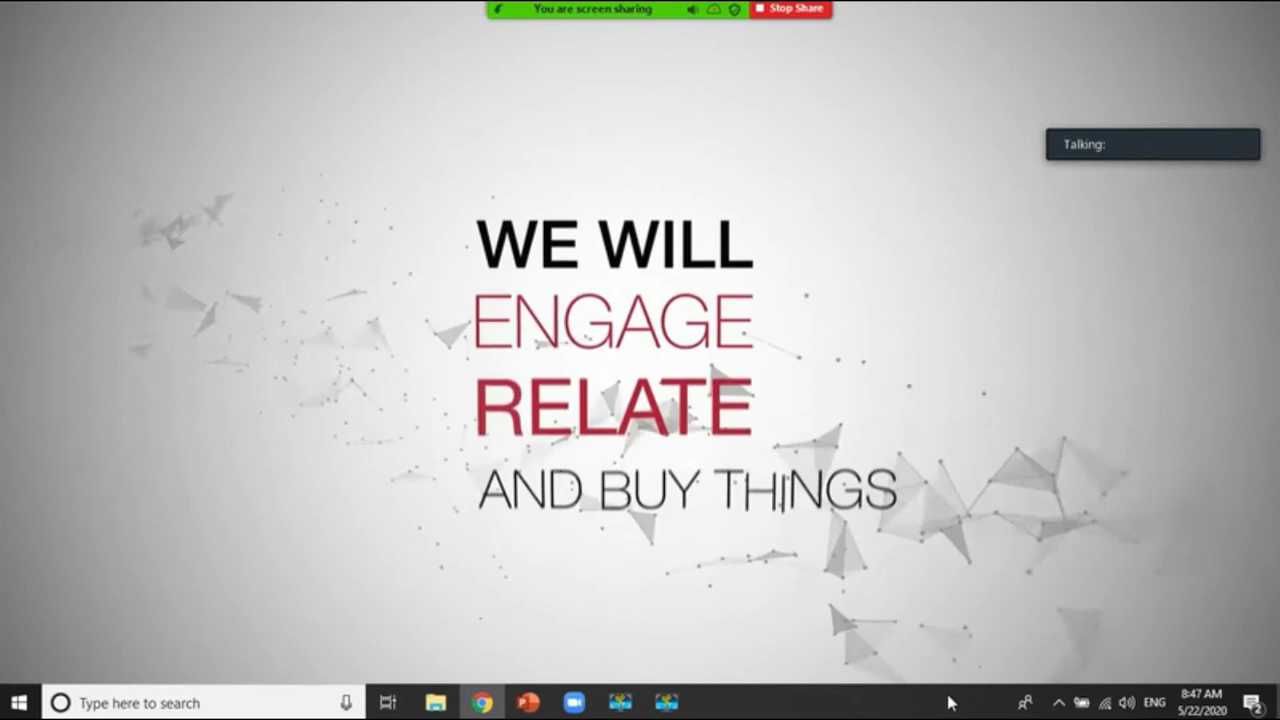 You are screen sharing
Stop Share
Talking:
WE WILL
ENGAGE
RELATE
AND BUY THINGS
Type here to search
ENG
8:47 AM
5/22/2020
2